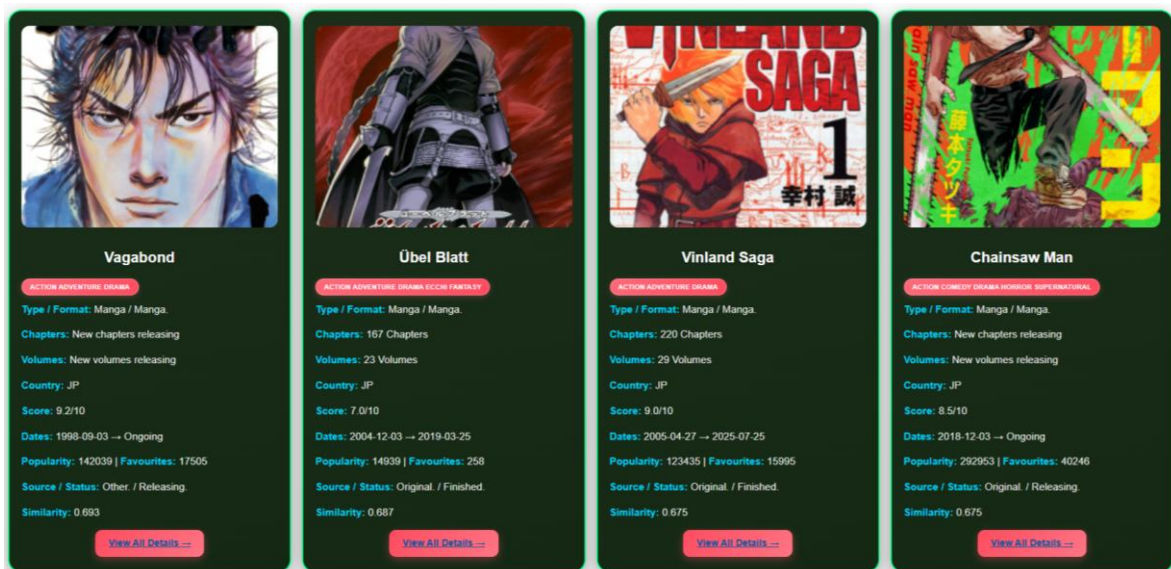 Vagabond
ACTION ADVENTURE DRAMA
Type / Format: Manga / Manga.
Chapters: New chapters releasing
Volumes: New volumes releasing
Country: JP
Score: 9.2/10
Dates: 1998-09-03 → Ongoing
Popularity: 142039 | Favourites: 17505
Source / Status: Other. / Releasing.
Similarity: 0.693
View All Details →
Übel Blatt
ACTION ADVENTURE DRAMA ECCHI FANTASY
Type / Format: Manga / Manga.
Chapters: 167 Chapters
Volumes: 23 Volumes
Country: JP
Score: 7.0/10
Dates: 2004-12-03 → 2019-03-25
Popularity: 14939 | Favourites: 258
Source / Status: Original. / Finished.
Similarity: 0.687
View All Details →
VINLAND
SAGA
1
幸村 誠
Vinland Saga
ACTION ADVENTURE DRAMA
Type / Format: Manga / Manga.
Chapters: 220 Chapters
Volumes: 29 Volumes
Country: JP
Score: 9.0/10
Dates: 2005-04-27 → 2025-07-25
Popularity: 123435 | Favourites: 15995
Source / Status: Original. / Finished.
Similarity: 0.675
View All Details →
ain saw man
藤本タツキ
Chainsaw Man
ACTION COMEDY DRAMA HORROR SUPERNATURAL
Type / Format: Manga / Manga.
Chapters: New chapters releasing
Volumes: New volumes releasing
Country: JP
Score: 8.5/10
Dates: 2018-12-03 → Ongoing
Popularity: 292953 | Favourites: 40246
Source / Status: Original. / Releasing.
Similarity: 0.675
View All Details →